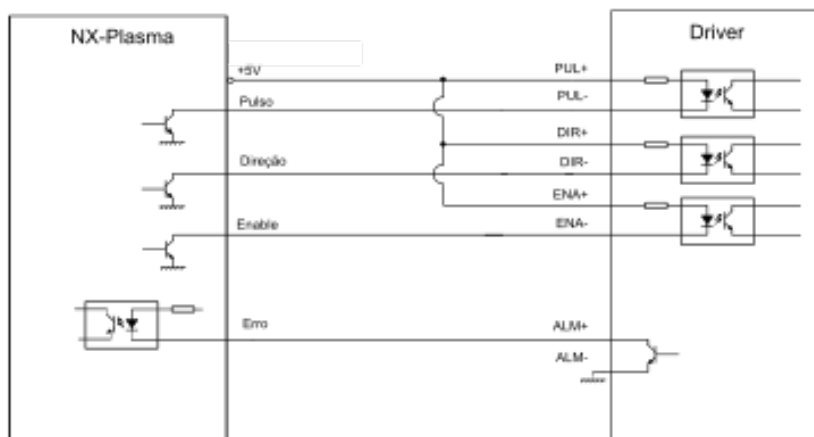 NX-Plasma
Driver
+5V
PUL+
Pulso
PUL-
DIR+
Direção
DIR-
ENA+
Enable
ENA-
Erro
ALM+
ALM-